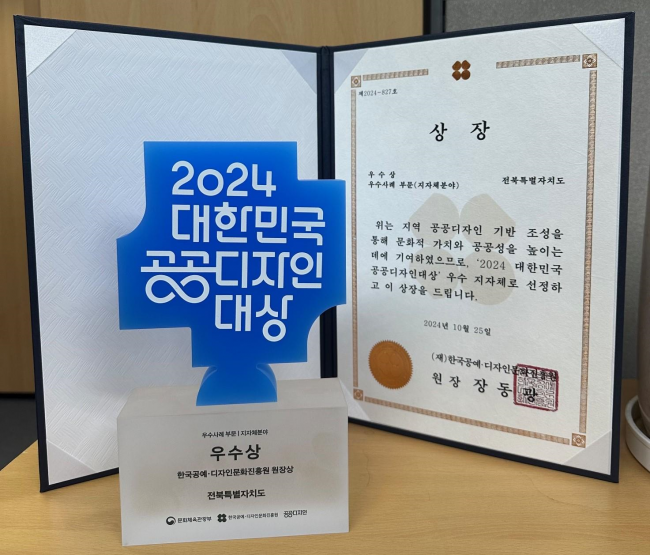 2024
대한민국
공공디자인
대상
우수사례 부문 | 지자체분야
우수상
한국공예·디자인문화진흥원 원장상
전북특별자치도
문화체육관광부 한국공예·디자인문화진흥원 공공디자인
제2024-827호
상장
우수상
우수사례 부문(지자체분야) 전북특별자치도
위는 지역 공공디자인 기반 조성을
통해 문화적 가치와 공공성을 높이는
데에 기여하였으므로, '2024 대한민국
공공디자인대상' 우수 지자체로 선정하
고 이 상장을 드립니다.
2024년 10월 25일
(재)한국공예·디자인문화진흥원
원장 장동광